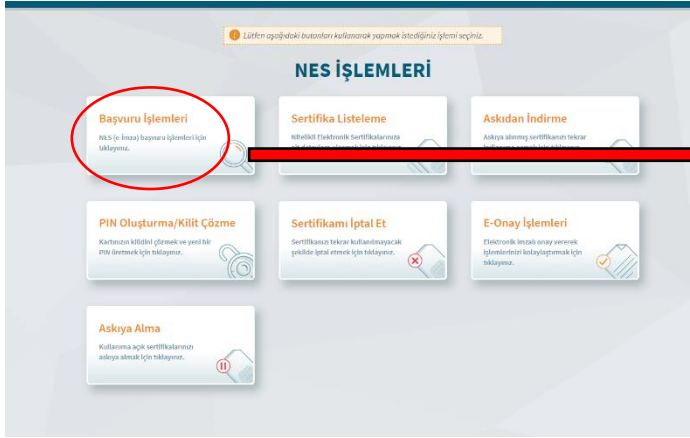 Lütfen aşağıdaki butonları kullanarak yapmak istediğiniz işlemi seçiniz.
NES İŞLEMLERİ
Başvuru İşlemleri
NES (e-İmza) başvuru işlemleri için
tıklayınız.
Sertifika Listeleme
Nitelikli Elektronik Sertifikalarınıza
Askıdan İndirme
Askıya alınmış sertifikanızı tekrar
PIN Oluşturma/Kilit Çözme
Kartınızın kilidini çözmek ve yeni bir
PIN üretmek için tıklayınız.
Sertifikamı İptal Et
Sertifikanızı tekrar kullanılmayacak
şekilde iptal etmek için tıklayınız.
E-Onay İşlemleri
Elektronik imzalı onay vererek
işlemlerinizi kolaylaştırmak için
tıklayınız.
Askıya Alma
Kullanıma açık sertifikalarınızı
askıya almak için tıklayınız.